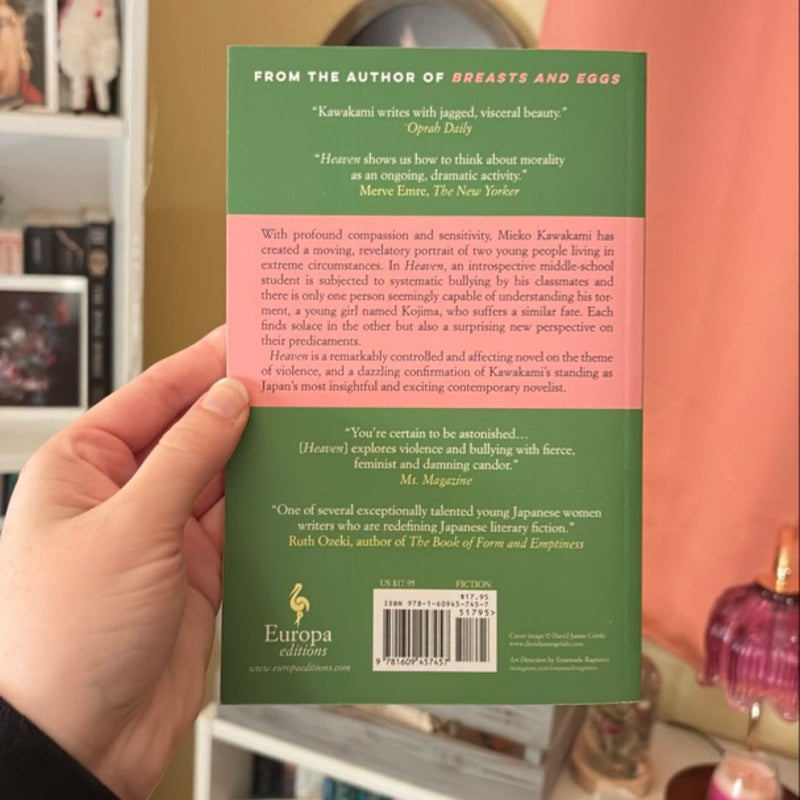 FROM THE AUTHOR OF BREASTS AND EGGS
“Kawakami writes with jagged, visceral beauty.”
Oprah Daily
“Heaven shows us how to think about morality
as an ongoing, dramatic activity.”
Merve Emre, The New Yorker
With profound compassion and sensitivity, Mieko Kawakami has
created a moving, revelatory portrait of two young people living in
extreme circumstances. In Heaven, an introspective middle-school
student is subjected to systematic bullying by his classmates and
there is only one person seemingly capable of understanding his tor-
ment, a young girl named Kojima, who suffers a similar fate. Each
finds solace in the other but also a surprising new perspective on
their predicaments.
Heaven is a remarkably controlled and affecting novel on the theme
of violence, and a dazzling confirmation of Kawakami’s standing as
Japan’s most insightful and exciting contemporary novelist.
“You’re certain to be astonished…
[Heaven] explores violence and bullying with fierce,
feminist and damning candor.”
Ms. Magazine
“One of several exceptionally talented young Japanese women
writers who are redefining Japanese literary fiction.”
Ruth Ozeki, author of The Book of Form and Emptiness
Europa
editions
www.europaeditions.com
US $17.95 FICTION
$17.95
ISBN 978-1-60945-745-7
51795>
9 781609 457457
Cover image © David James Grinly
Art Direction by Emanuele Ragnisco